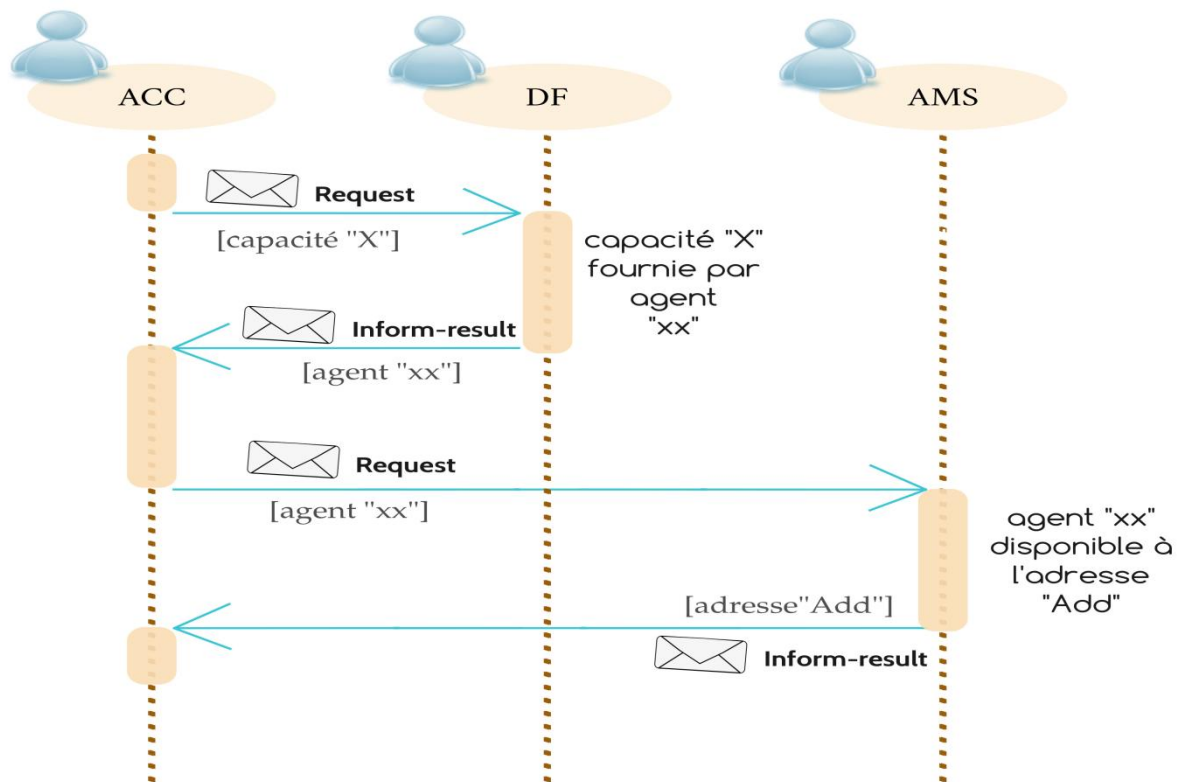 ACC
DF
AMS
Request
[capacité "X"]
capacité "X"
fournie par
agent
"xx"
Inform-result
[agent "xx"]
Request
[agent "xx"]
agent "xx"
disponible à
l'adresse
"Add"
[adresse"Add"]
Inform-result